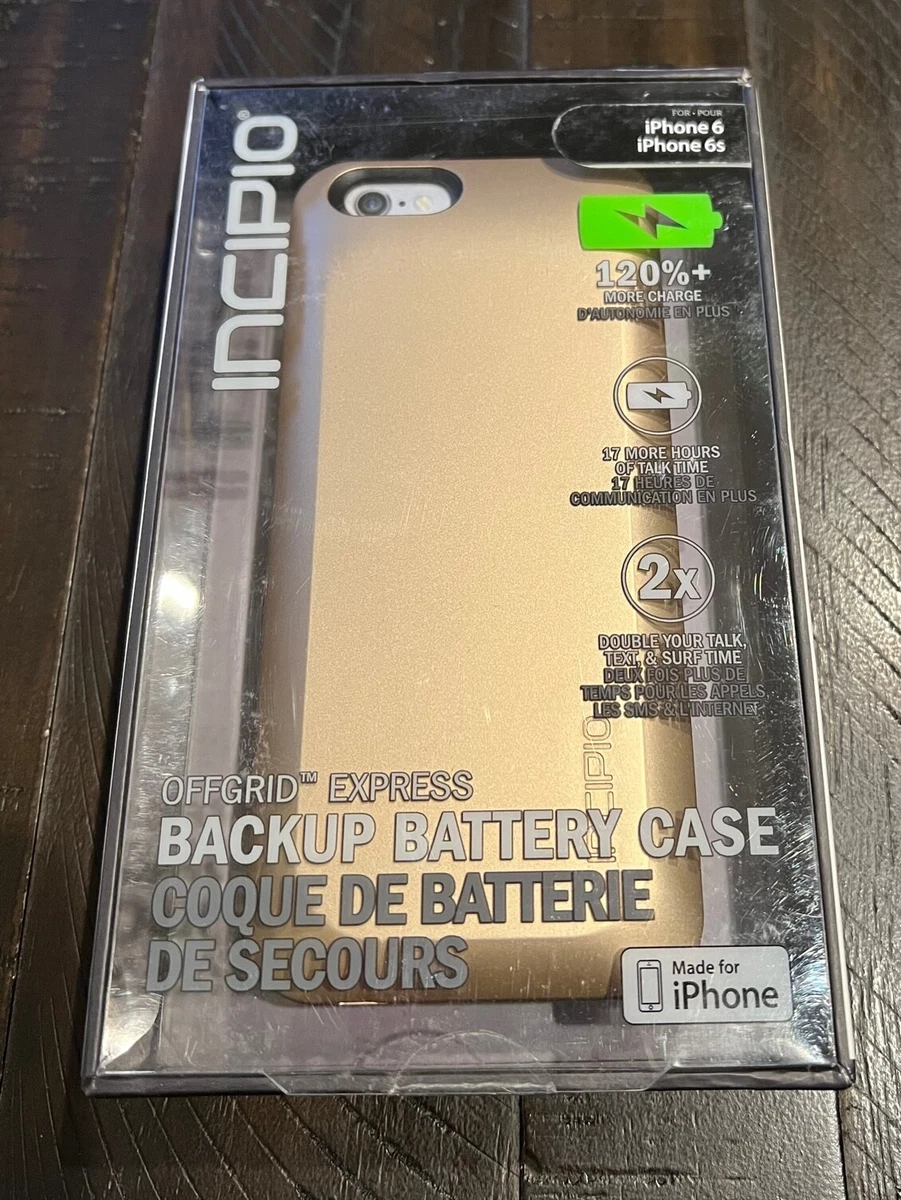 INCIPIO®
FOR • POUR
iPhone 6
iPhone 6s
120%+
MORE CHARGE
D'AUTONOMIE EN PLUS
17 MORE HOURS
OF TALK TIME
17 HEURES DE
COMMUNICATION EN PLUS
2x
DOUBLE YOUR TALK,
TEXT, & SURF TIME
DEUX FOIS PLUS DE
TEMPS POUR LES APPELS,
LES SMS & L'INTERNET
INCIPIO
OFFGRID™ EXPRESS
BACKUP BATTERY CASE
COQUE DE BATTERIE
DE SECOURS
Made for
iPhone